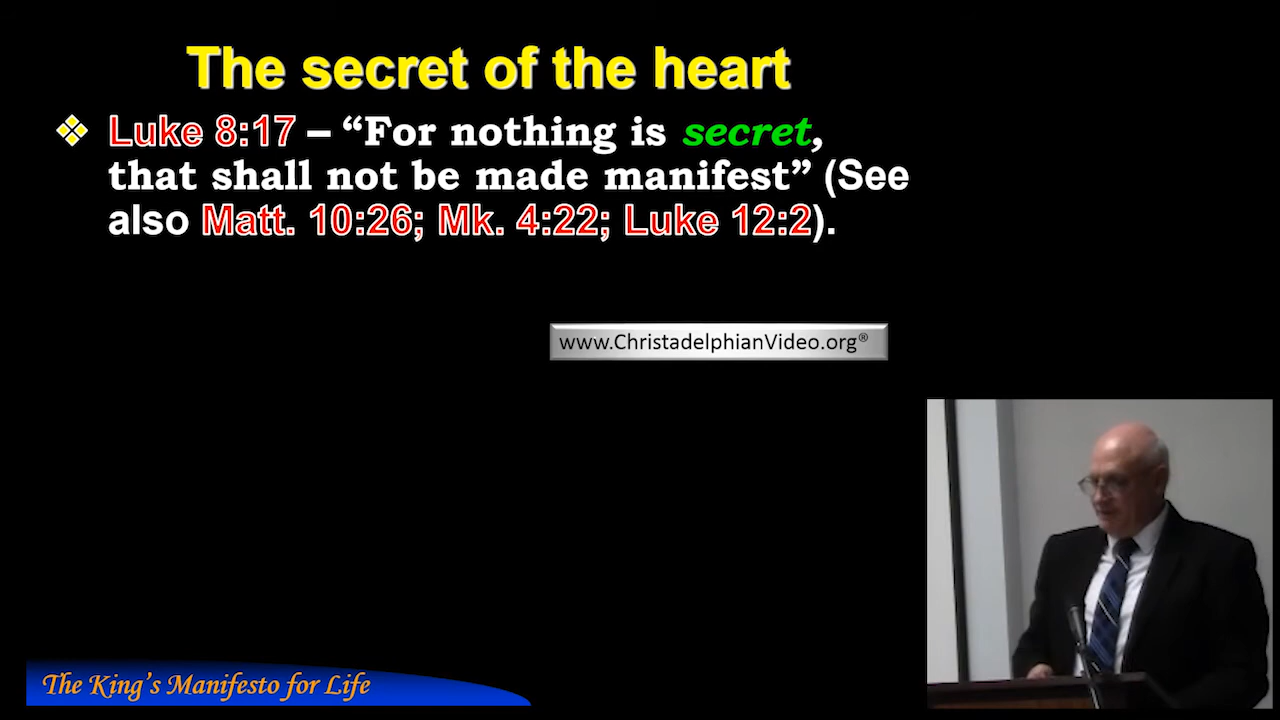 The secret of the heart
❖ Luke 8:17 – “For nothing is secret,
that shall not be made manifest” (See
also Matt. 10:26; Mk. 4:22; Luke 12:2).
www.ChristadelphianVideo.org®
The King’s Manifesto for Life